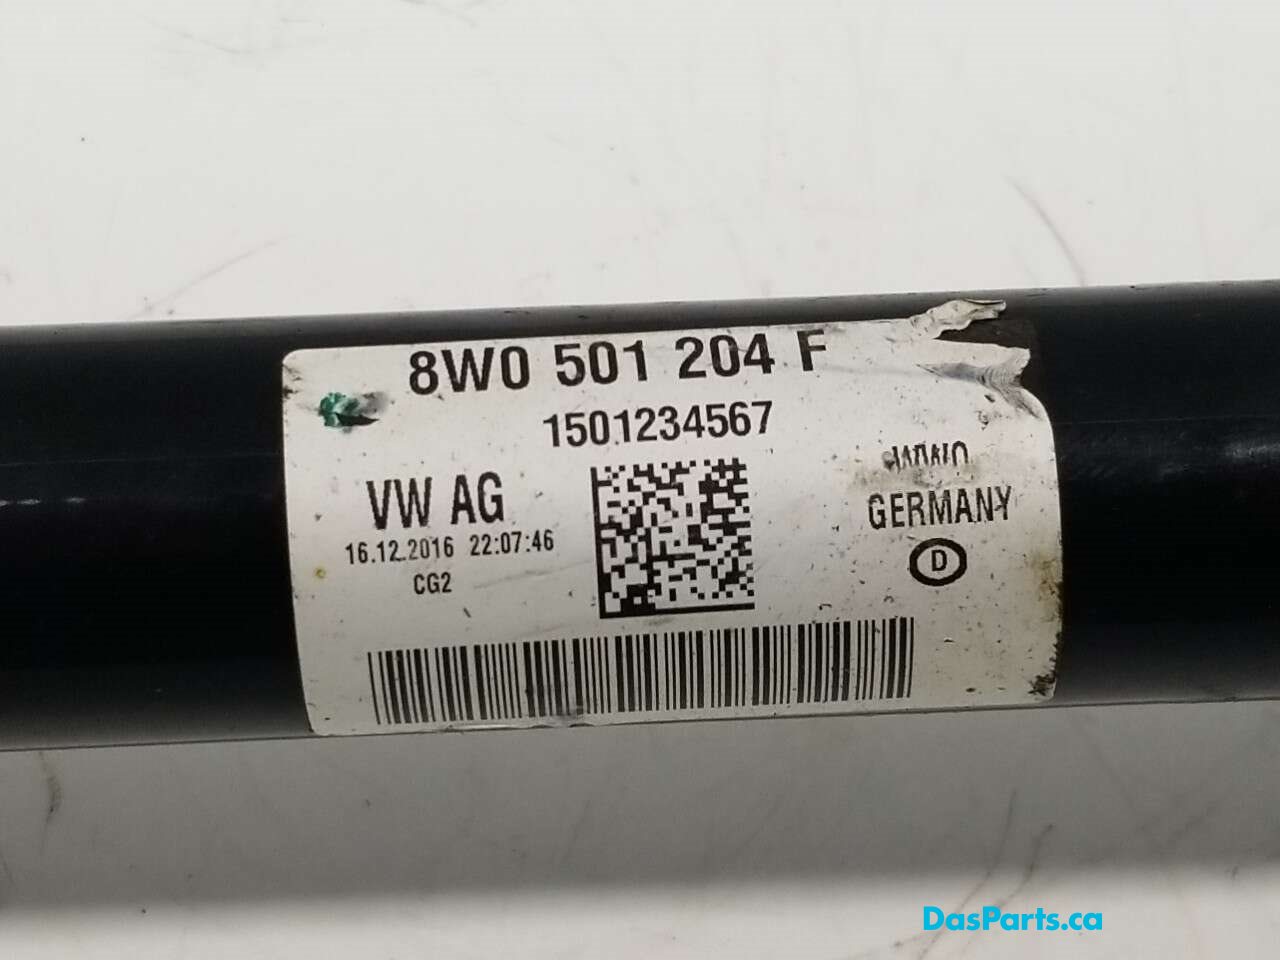 8W0 501 204 F
1501234567
VW AG
16.12.2016 22:07:46
CG2
GERMANY
D
DasParts.ca